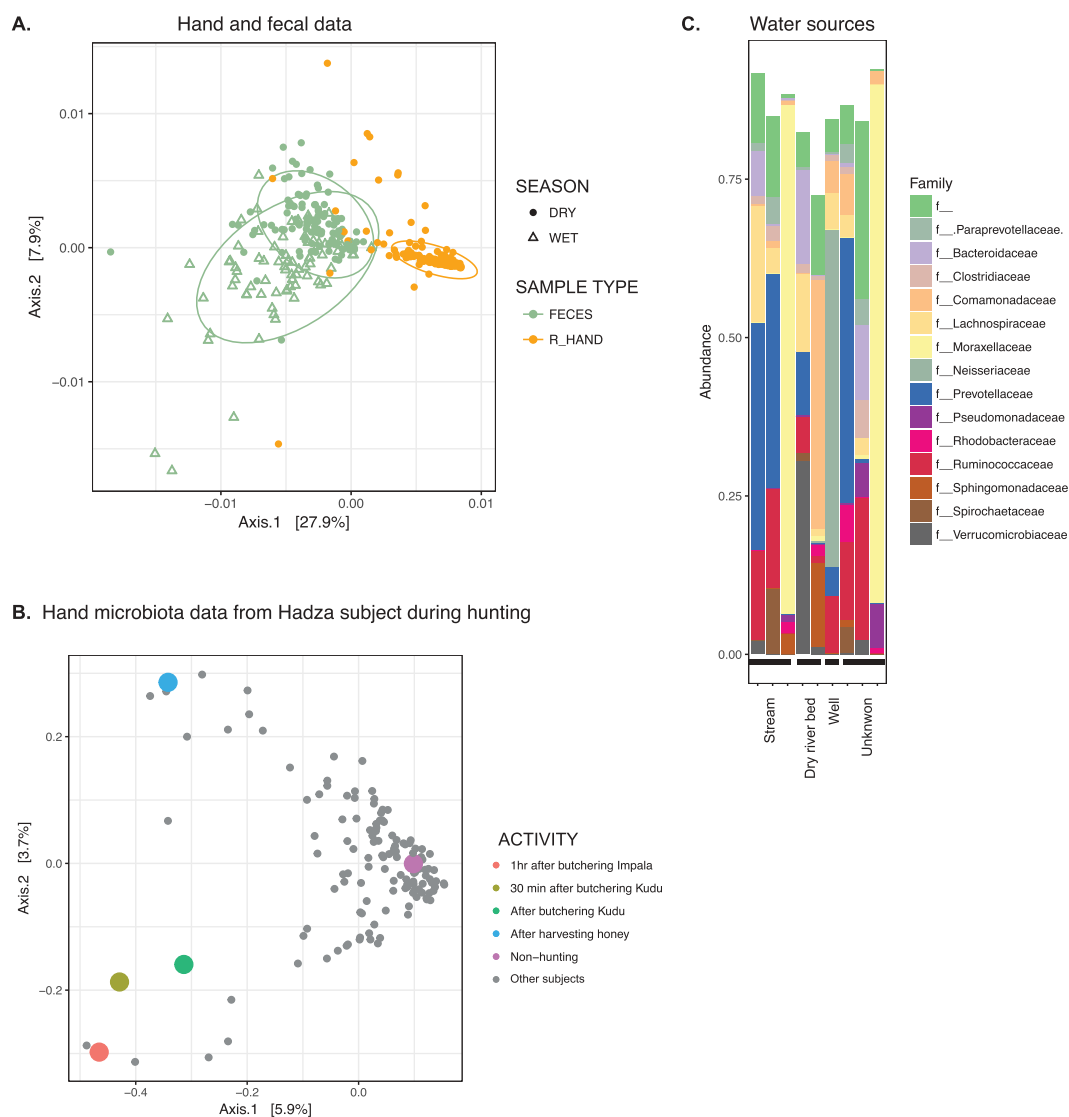 A. Hand and fecal data
0.01
0.00
−0.01
Axis.2 [7.9%]
−0.01 0.00 0.01
Axis.1 [27.9%]
SEASON
DRY
WET
SAMPLE TYPE
FECES
R_HAND
B. Hand microbiota data from Hadza subject during hunting
0.2
0.0
−0.2
Axis.2 [3.7%]
−0.4 −0.2 0.0
Axis.1 [5.9%]
ACTIVITY
1hr after butchering Impala
30 min after butchering Kudu
After butchering Kudu
After harvesting honey
Non−hunting
Other subjects
C. Water sources
0.75
0.50
0.25
0.00
Abundance
Stream
Dry river bed
Well
Unknwon
Family
f__
f__.Paraprevotellaceae.
f__Bacteroidaceae
f__Clostridiaceae
f__Comamonadaceae
f__Lachnospiraceae
f__Moraxellaceae
f__Neisseriaceae
f__Prevotellaceae
f__Pseudomonadaceae
f__Rhodobacteraceae
f__Ruminococcaceae
f__Sphingomonadaceae
f__Spirochaetaceae
f__Verrucomicrobiaceae